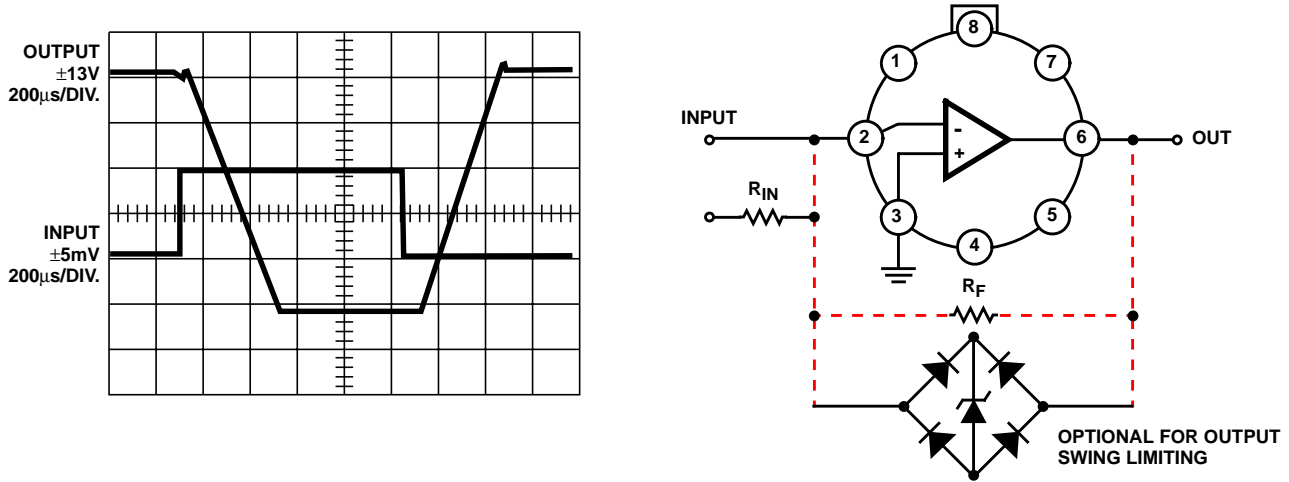 OUTPUT
±13V
200µs/DIV.
INPUT
±5mV
200µs/DIV.
8
1
7
INPUT
2
-
+
6
OUT
RIN
3
5
4
RF
OPTIONAL FOR OUTPUT
SWING LIMITING